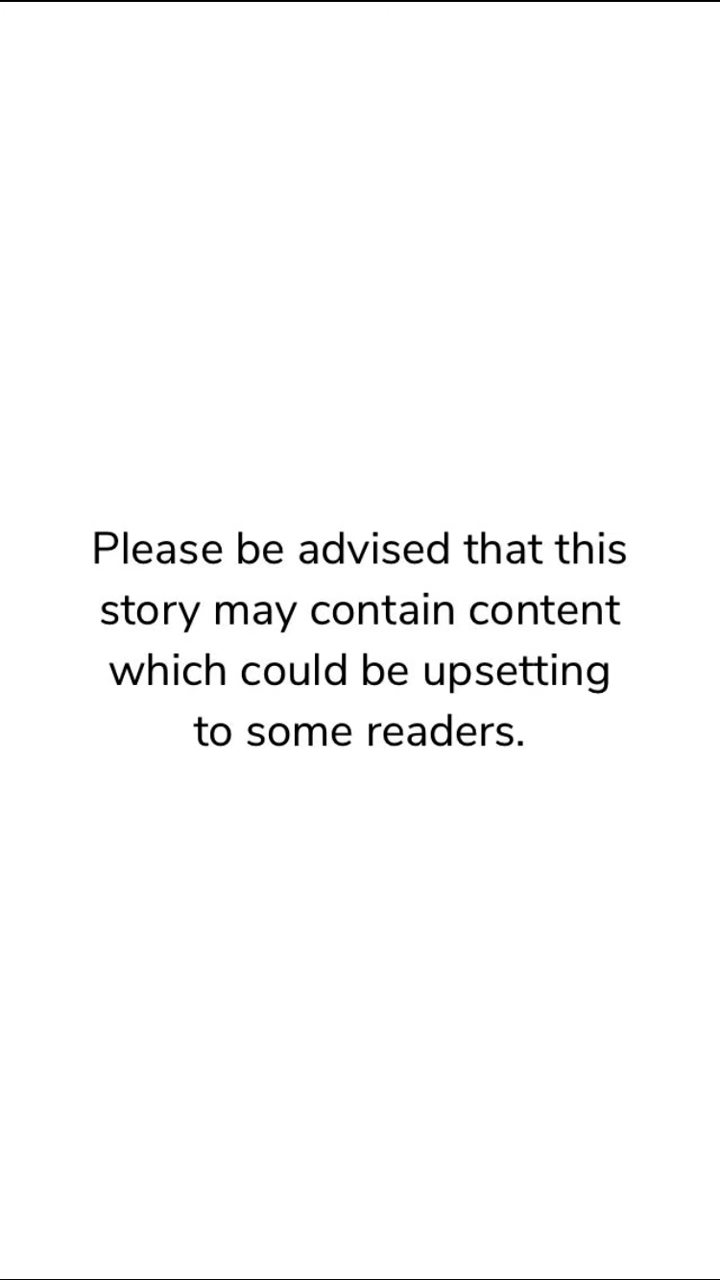 Please be advised that this
story may contain content
which could be upsetting
to some readers.